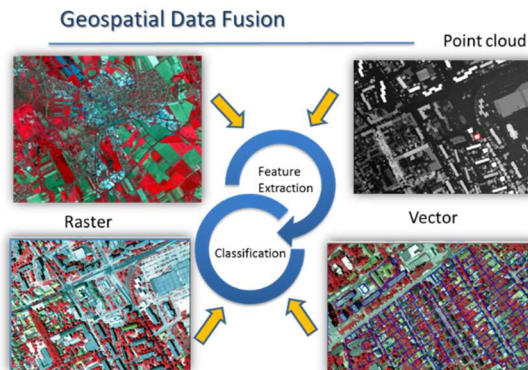 Geospatial Data Fusion
Point cloud
Feature
Extraction
Raster
Vector
Classification